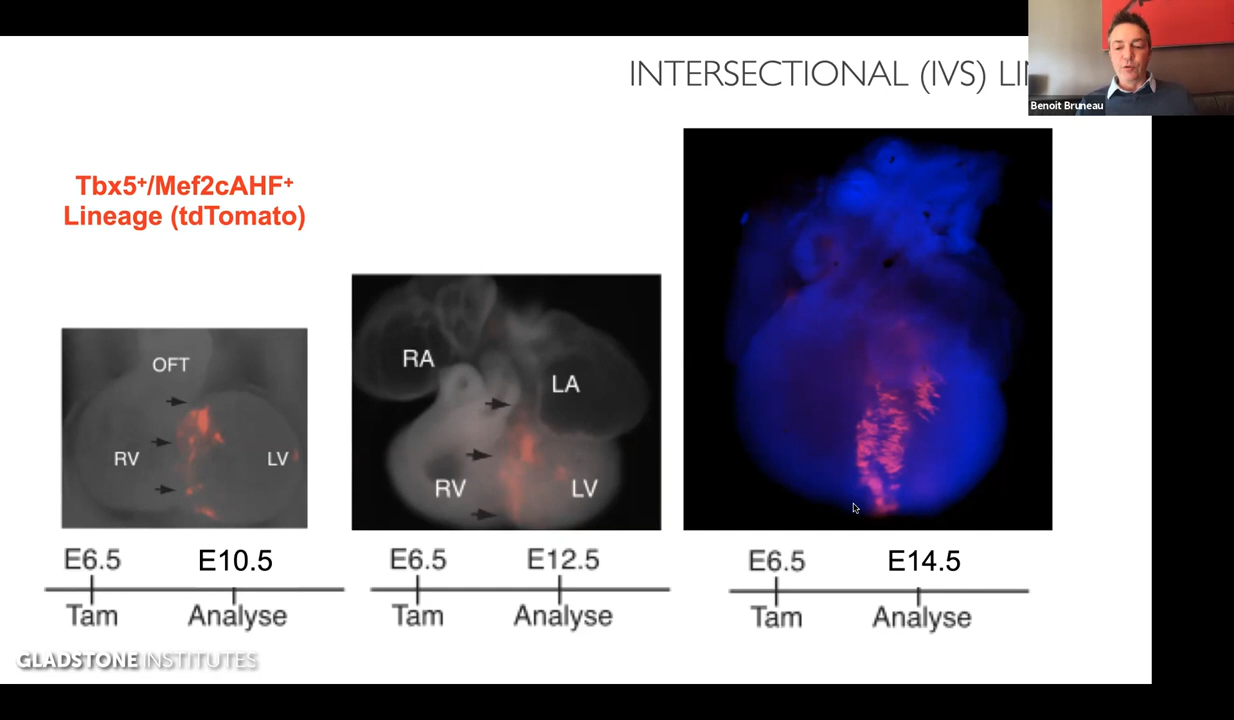 INTERSECTIONAL (IVS)
Benoit Bruneau
Tbx5⁺/Mef2cAHF⁺
Lineage (tdTomato)
OFT
RV
LV
RA
LA
RV
LV
E6.5
E10.5
Tam
Analyse
E6.5
E12.5
Tam
Analyse
E6.5
E14.5
Tam
Analyse
GLADSTONE INSTITUTES